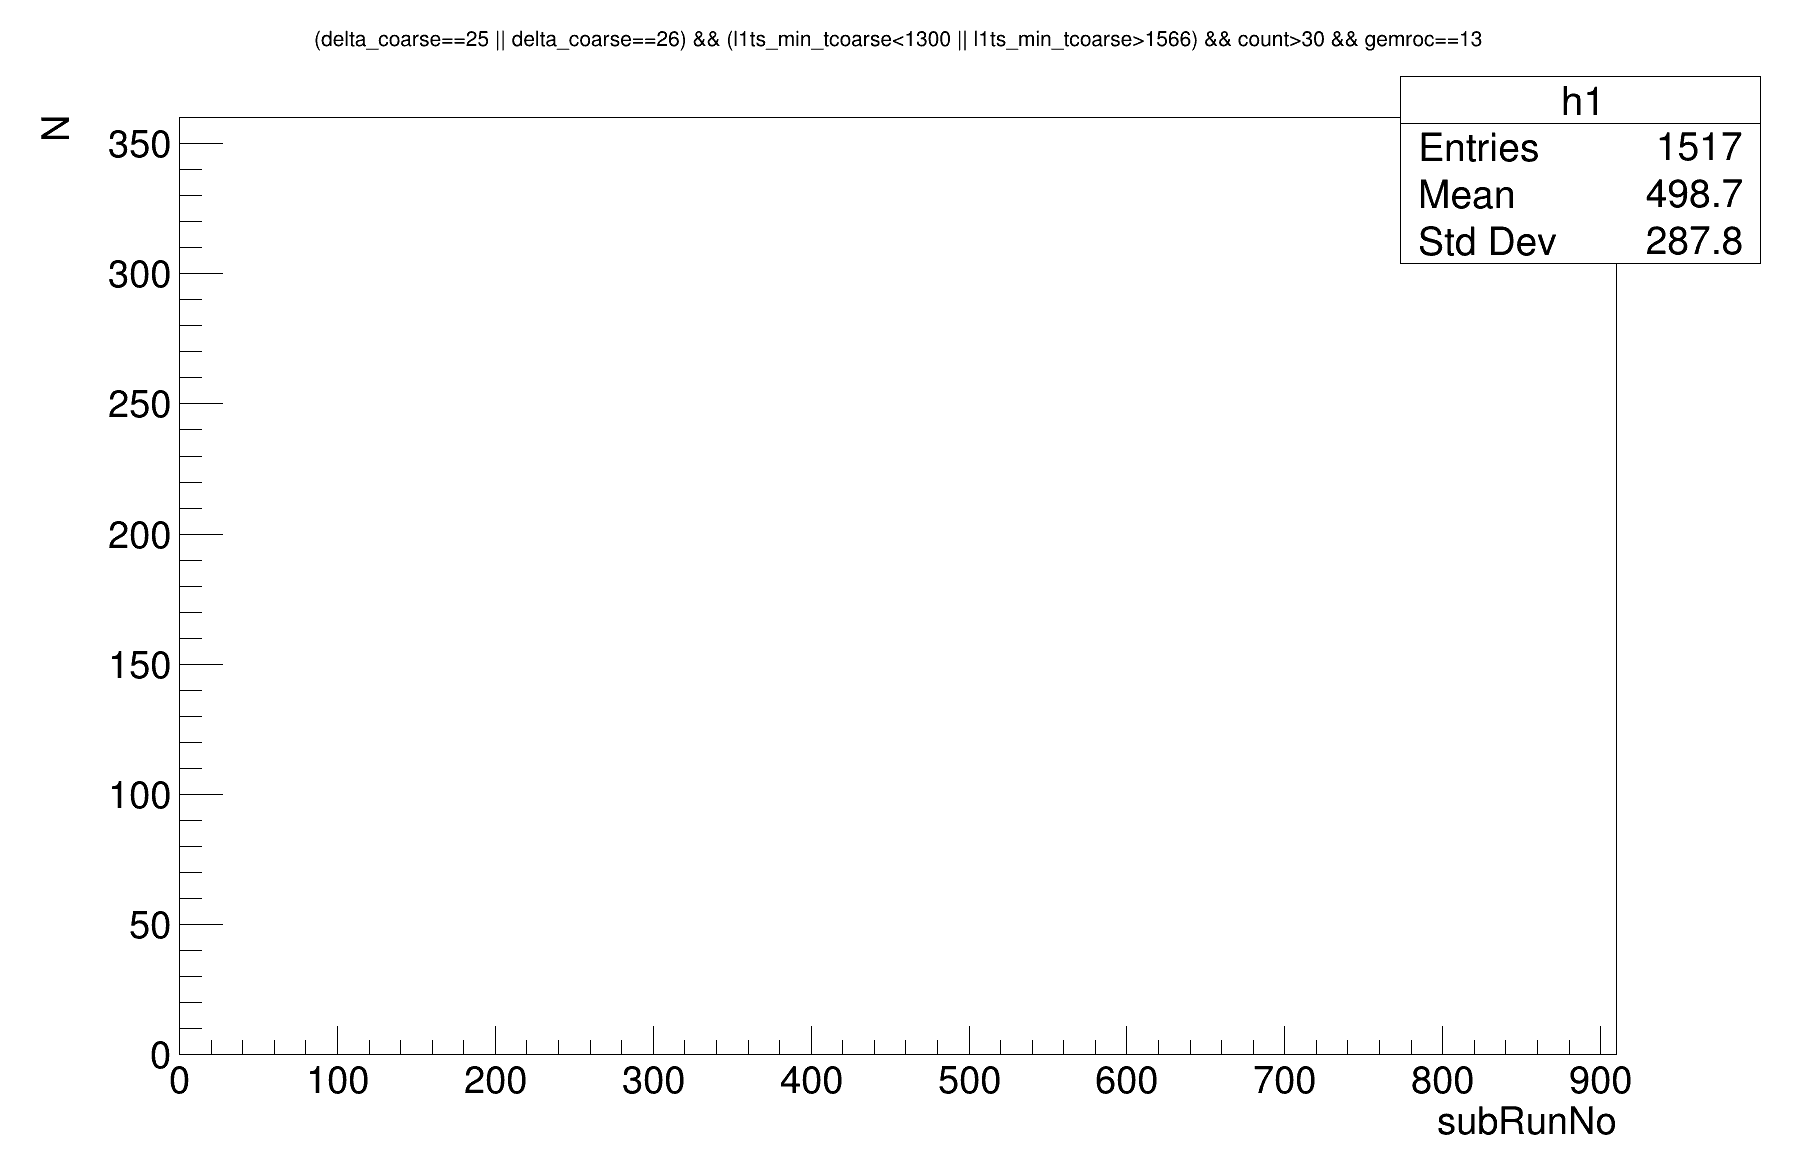 (delta_coarse==25 || delta_coarse==26) && (l1ts_min_tcoarse<1300 || l1ts_min_tcoarse>1566) && count>30 && gemroc==13
h1
Entries 1517
Mean 498.7
Std Dev 287.8
N
350
300
250
200
150
100
50
0
0 100 200 300 400 500 600 700 800 900
subRunNo